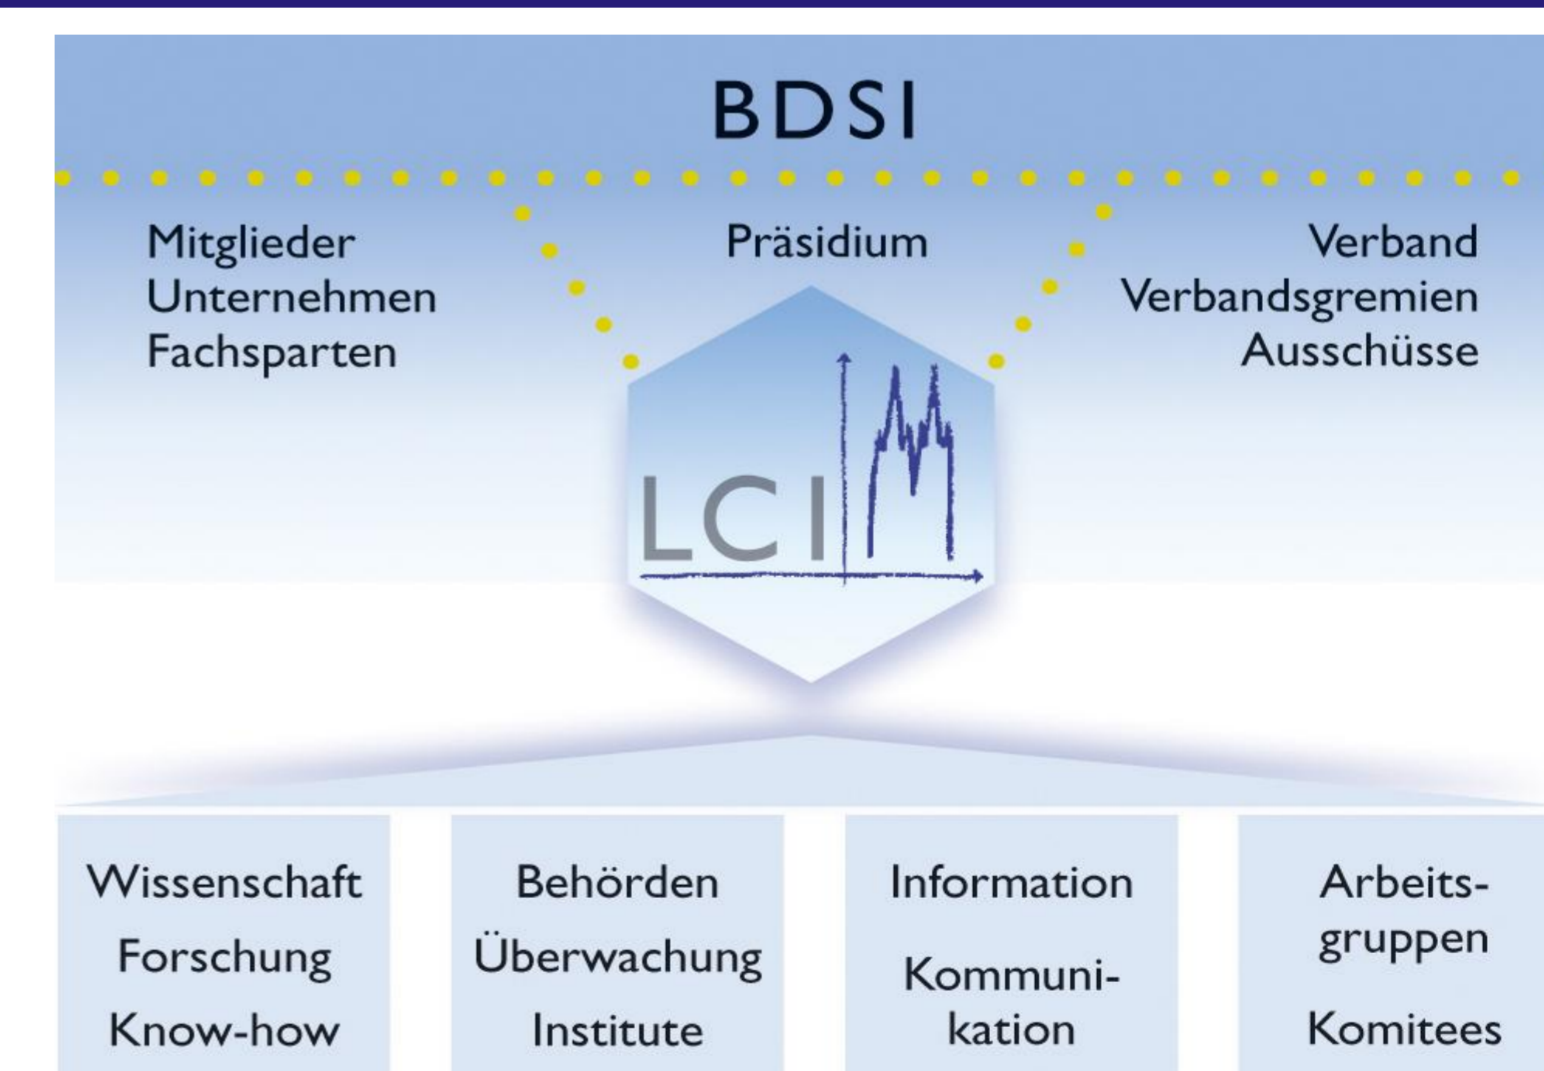 BDSI
Mitglieder
Unternehmen
Fachsparten
Präsidium
Verband
Verbandsgremien
Ausschüsse
LCI
Wissenschaft
Forschung
Know-how
Behörden
Überwachung
Institute
Information
Kommuni-
kation
Arbeits-
gruppen
Komitees